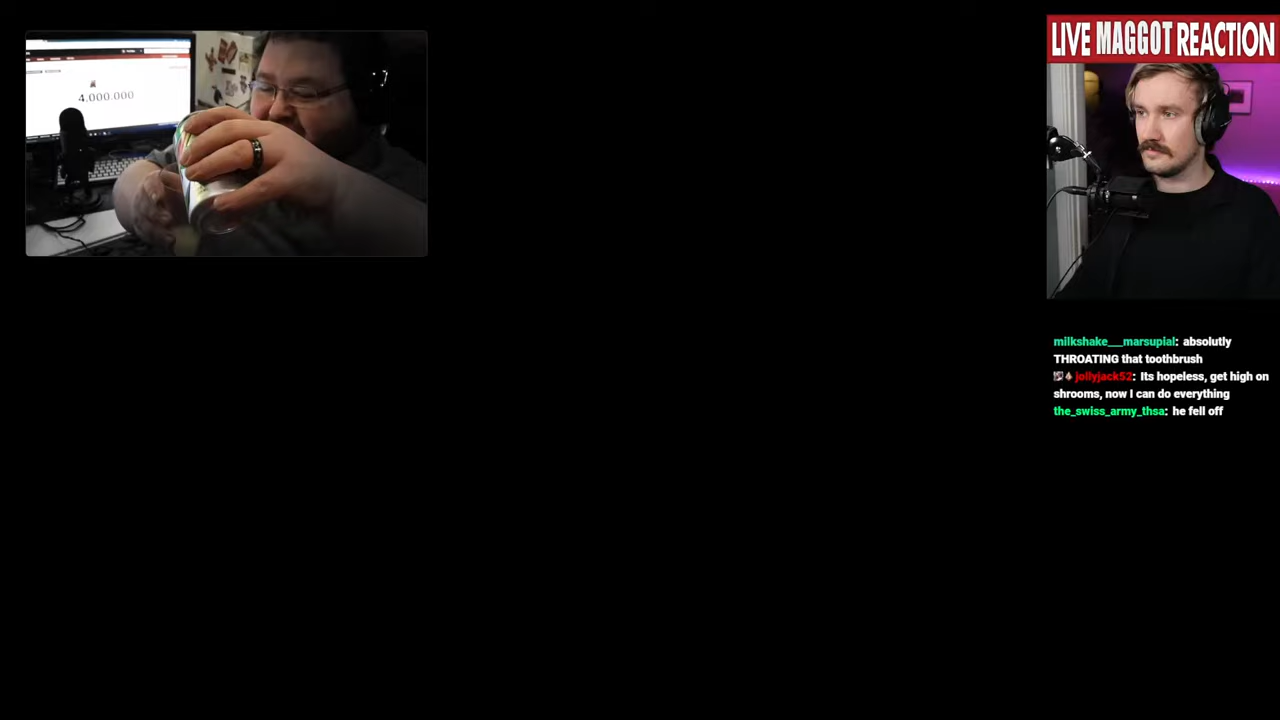 4.000.000
LIVE MAGGOT REACTION
milkshake___marsupial: absolutly
THROATING that toothbrush
jollyjack52: Its hopeless, get high on
shrooms, now I can do everything
the_swiss_army_thsa: he fell off